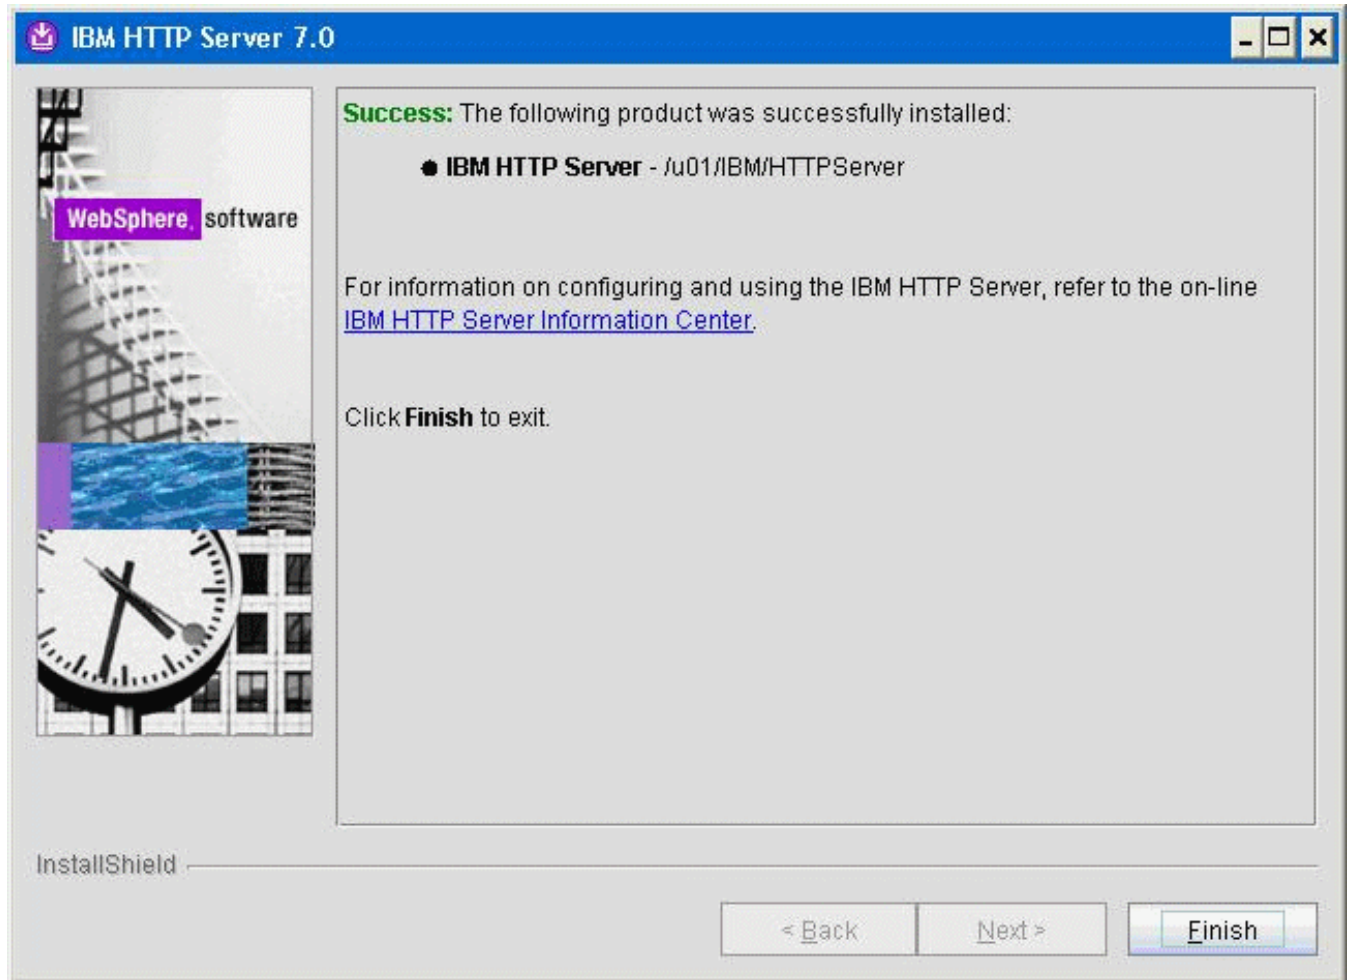 IBM HTTP Server 7.0
Success: The following product was successfully installed:
IBM HTTP Server - /u01/IBM/HTTPServer
WebSphere. software
For information on configuring and using the IBM HTTP Server, refer to the on-line
IBM HTTP Server Information Center.
Click Finish to exit.
InstallShield
< Back
Next >
Finish